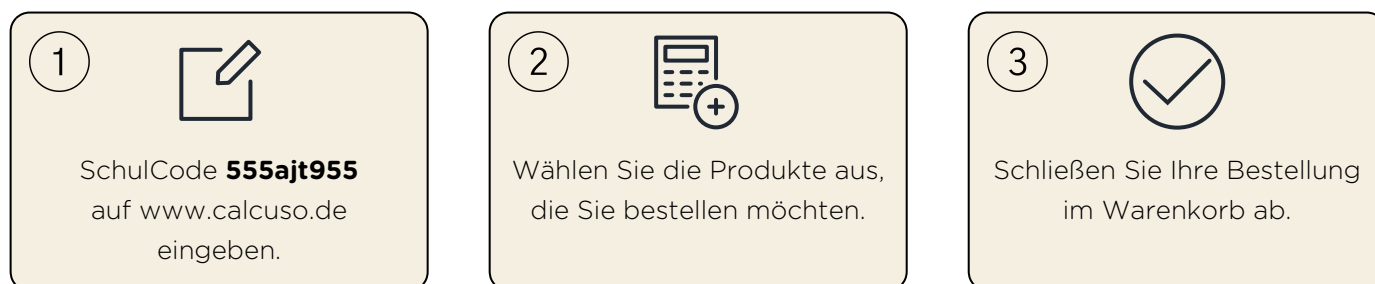 1
SchulCode 555ajt955
auf www.calcuso.de
eingeben.
2
Wählen Sie die Produkte aus,
die Sie bestellen möchten.
3
Schließen Sie Ihre Bestellung
im Warenkorb ab.